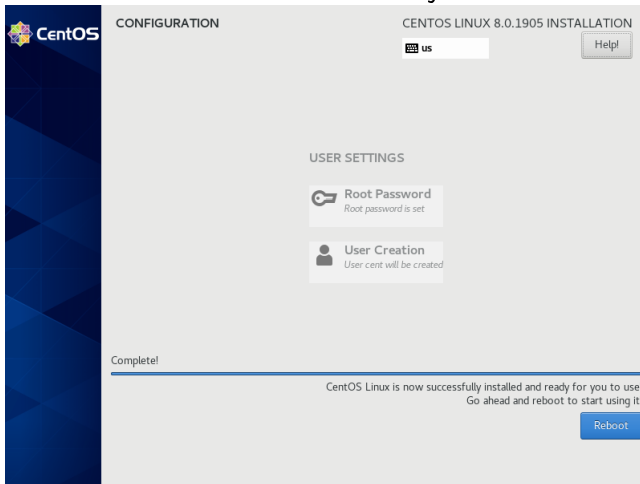 CentOS
CONFIGURATION
CENTOS LINUX 8.0.1905 INSTALLATION
us
Help!
USER SETTINGS
Root Password
Root password is set
User Creation
User cent will be created
Complete!
CentOS Linux is now successfully installed and ready for you to use
Go ahead and reboot to start using it
Reboot